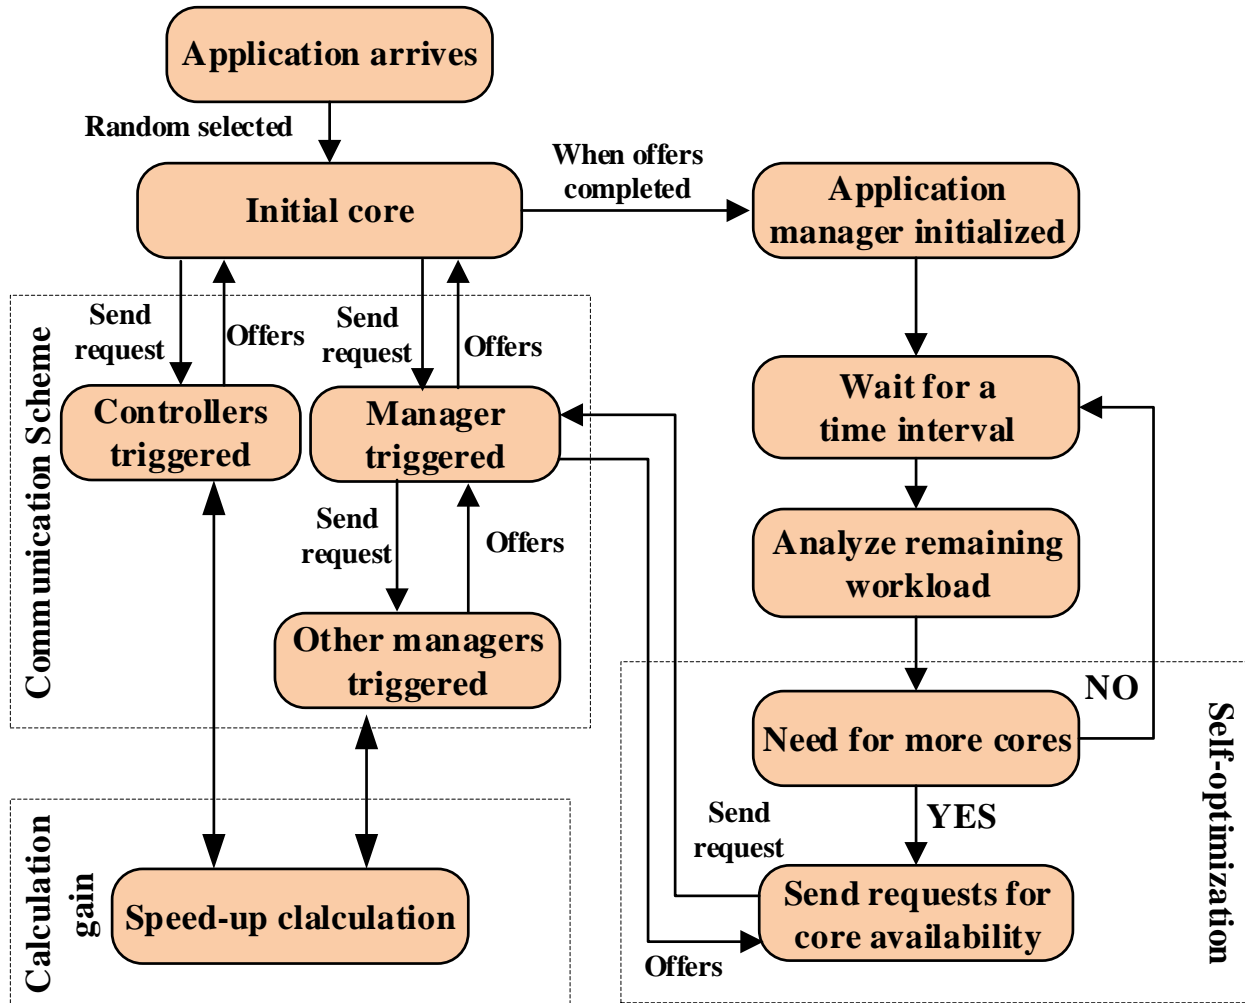 Application arrives
Random selected
Initial core
When offers
completed
Application
manager initialized
Send
request
Offers
Send
request
Offers
Communication Scheme
Controllers
triggered
Manager
triggered
Wait for a
time interval
Send
request
Offers
Analyze remaining
workload
Other managers
triggered
NO
Need for more cores
Self-optimization
YES
Send
request
Send requests for
core availability
Offers
Calculation
gain
Speed-up clalculation